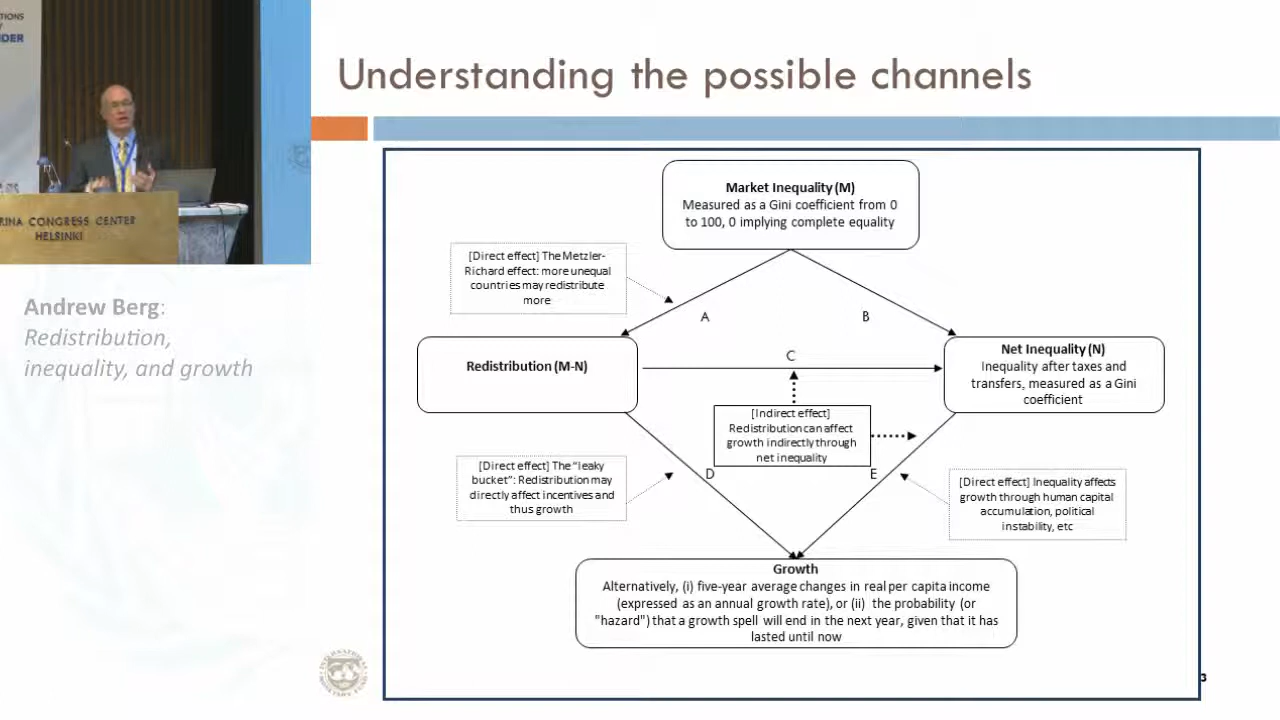 TIONS
DER
RINA CONGRESS CENTER
HELSINKI
Andrew Berg:
Redistribution,
inequality, and growth
Understanding the possible channels
Market Inequality (M)
Measured as a Gini coefficient from 0
to 100, 0 implying complete equality
[Direct effect] The Metzler-
Richard effect: more unequal
countries may redistribute
more
A
B
Redistribution (M-N)
C
Net Inequality (N)
Inequality after taxes and
transfers, measured as a Gini
coefficient
[Indirect effect]
Redistribution can affect
growth indirectly through
net inequality
[Direct effect] The "leaky
bucket": Redistribution may
directly affect incentives and
thus growth
D
E
[Direct effect] Inequality affects
growth through human capital
accumulation, political
instability, etc
Growth
Alternatively, (i) five-year average changes in real per capita income
(expressed as an annual growth rate), or (ii) the probability (or
"hazard") that a growth spell will end in the next year, given that it has
lasted until now
INTERNATIONAL
MONETARY FUND
3